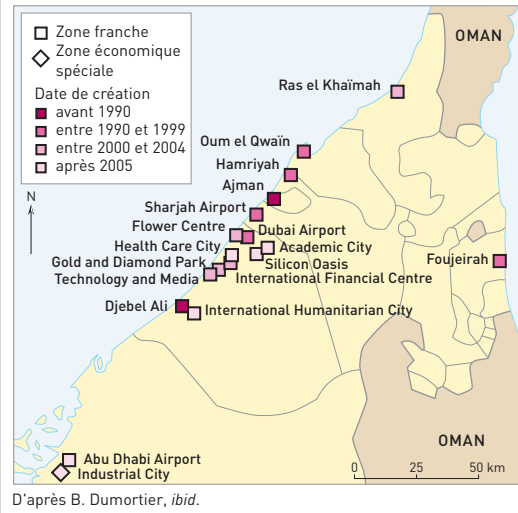 Zone franche
Zone économique
spéciale
Date de création
avant 1990
entre 1990 et 1999
entre 2000 et 2004
après 2005
N
OMAN
Ras el Khaïmah
Oum el Qwaïn
Hamriyah
Ajman
Sharjah Airport
Flower Centre
Dubai Airport
Health Care City
Academic City
Gold and Diamond Park
Silicon Oasis
Technology and Media
International Financial Centre
Foujeirah
Djebel Ali
International Humanitarian City
Abu Dhabi Airport
Industrial City
OMAN
0 25 50 km
D'après B. Dumortier, ibid.